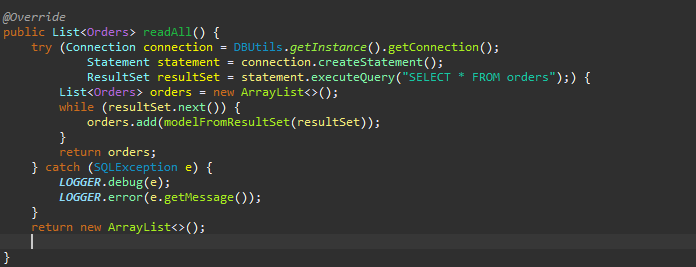 @Override
public List<Orders> readAll() {
    try (Connection connection = DBUtils.getInstance().getConnection();
            Statement statement = connection.createStatement();
            ResultSet resultSet = statement.executeQuery("SELECT * FROM orders");) {
        List<Orders> orders = new ArrayList<>();
        while (resultSet.next()) {
            orders.add(modelFromResultSet(resultSet));
        }
        return orders;
    } catch (SQLException e) {
        LOGGER.debug(e);
        LOGGER.error(e.getMessage());
    }
    return new ArrayList<>();
}